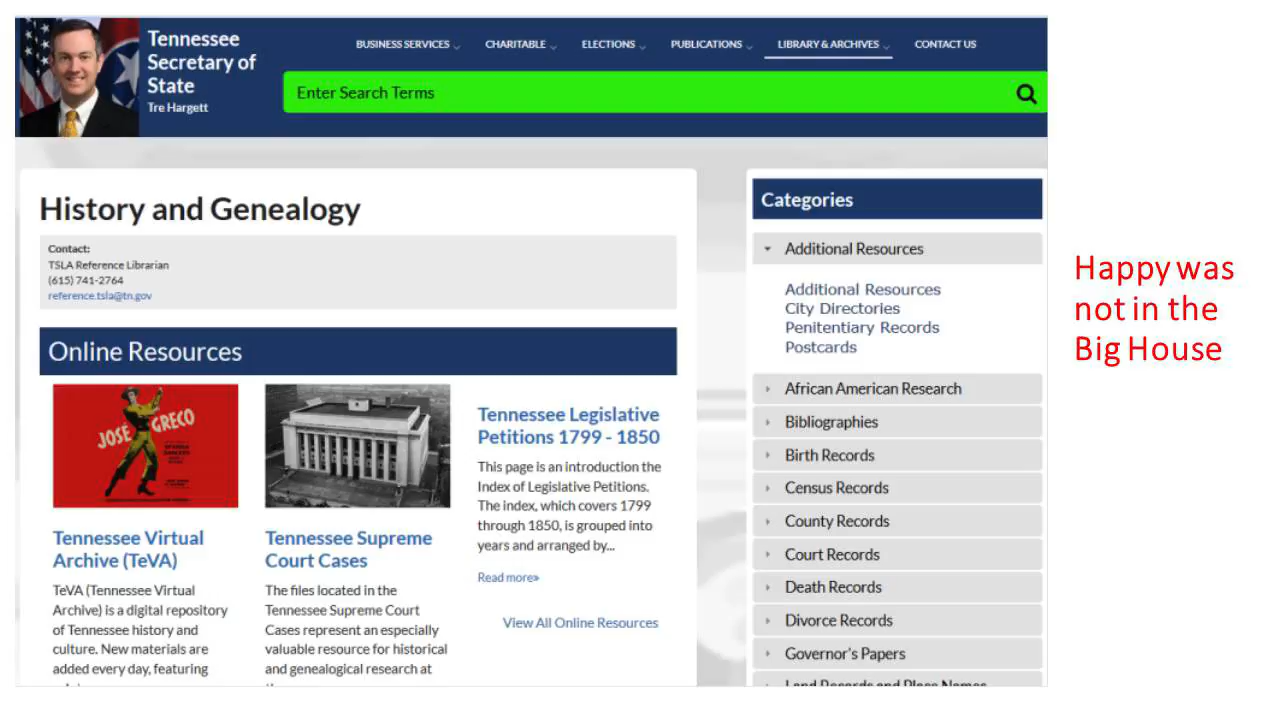 Tennessee
Secretary of
State
Tre Hargett
BUSINESS SERVICES
CHARITABLE
ELECTIONS
PUBLICATIONS
LIBRARY & ARCHIVES
CONTACT US
Enter Search Terms
History and Genealogy
Contact:
TSLA Reference Librarian
(615) 741-2764
reference.tsla@tn.gov
Online Resources
JOSÉ GRECO
Tennessee Virtual
Archive (TeVA)
TeVA (Tennessee Virtual
Archive) is a digital repository
of Tennessee history and
culture. New materials are
added every day, featuring
Tennessee Supreme
Court Cases
The files located in the
Tennessee Supreme Court
Cases represent an especially
valuable resource for historical
and genealogical research at
Tennessee Legislative
Petitions 1799 - 1850
This page is an introduction the
Index of Legislative Petitions.
The index, which covers 1799
through 1850, is grouped into
years and arranged by...
Read more»
View All Online Resources
Categories
Additional Resources
Additional Resources
City Directories
Penitentiary Records
Postcards
African American Research
Bibliographies
Birth Records
Census Records
County Records
Court Records
Death Records
Divorce Records
Governor's Papers
Land Records and Place Names
Happy was
not in the
Big House